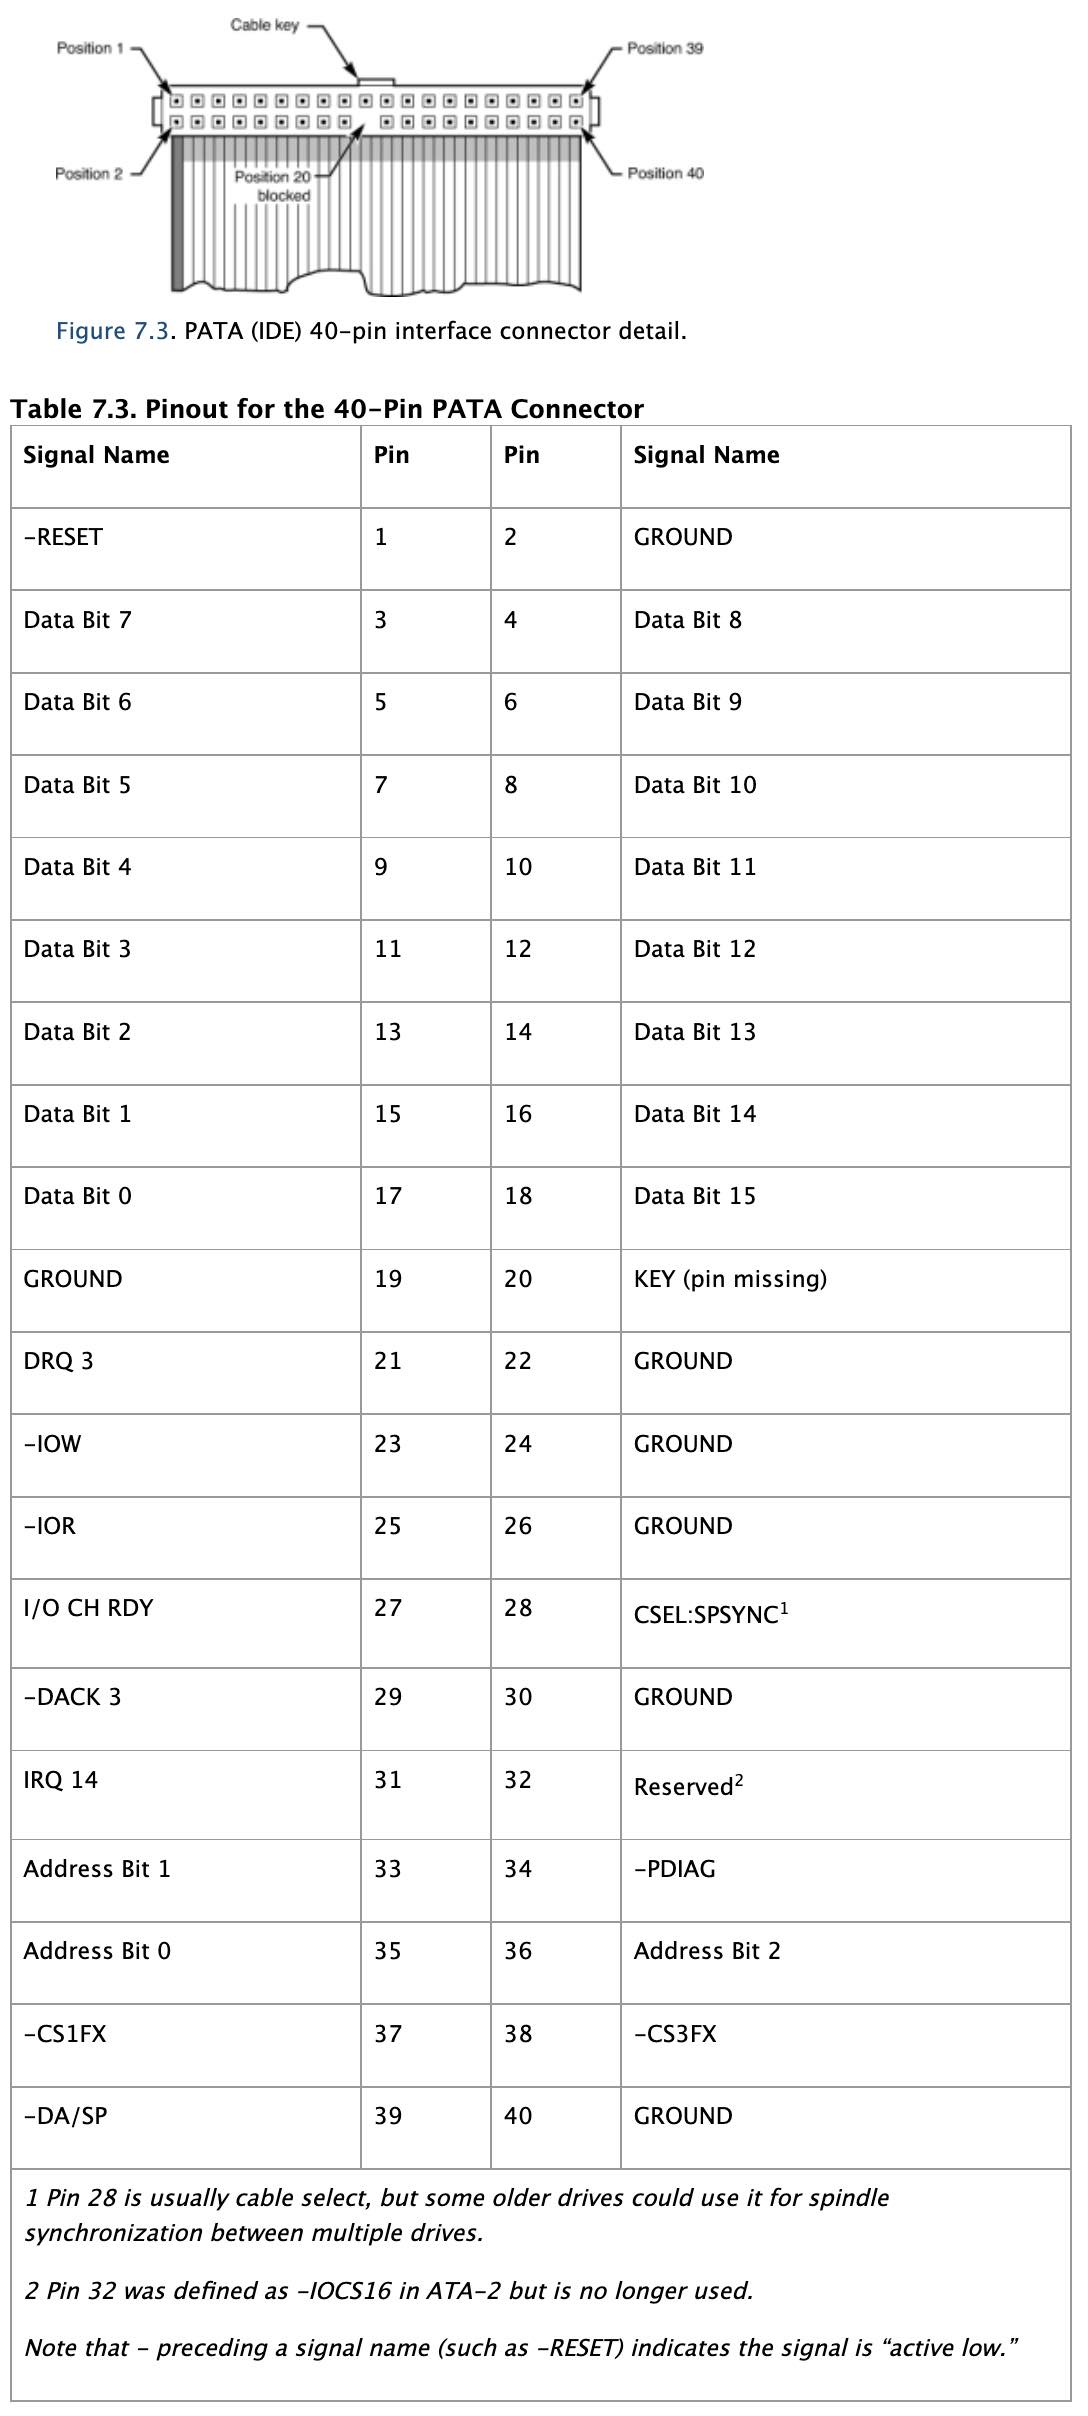 Cable key
Position 1
Position 39
Position 2
Position 20
blocked
Position 40
Figure 7.3. PATA (IDE) 40-pin interface connector detail.
Table 7.3. Pinout for the 40-Pin PATA Connector
Signal Name Pin Pin Signal Name
-RESET 1 2 GROUND
Data Bit 7 3 4 Data Bit 8
Data Bit 6 5 6 Data Bit 9
Data Bit 5 7 8 Data Bit 10
Data Bit 4 9 10 Data Bit 11
Data Bit 3 11 12 Data Bit 12
Data Bit 2 13 14 Data Bit 13
Data Bit 1 15 16 Data Bit 14
Data Bit 0 17 18 Data Bit 15
GROUND 19 20 KEY (pin missing)
DRQ 3 21 22 GROUND
-IOW 23 24 GROUND
-IOR 25 26 GROUND
I/O CH RDY 27 28 CSEL:SPSYNC¹
-DACK 3 29 30 GROUND
IRQ 14 31 32 Reserved²
Address Bit 1 33 34 -PDIAG
Address Bit 0 35 36 Address Bit 2
-CS1FX 37 38 -CS3FX
-DA/SP 39 40 GROUND
1 Pin 28 is usually cable select, but some older drives could use it for spindle
synchronization between multiple drives.
2 Pin 32 was defined as -IOCS16 in ATA-2 but is no longer used.
Note that - preceding a signal name (such as -RESET) indicates the signal is “active low.”